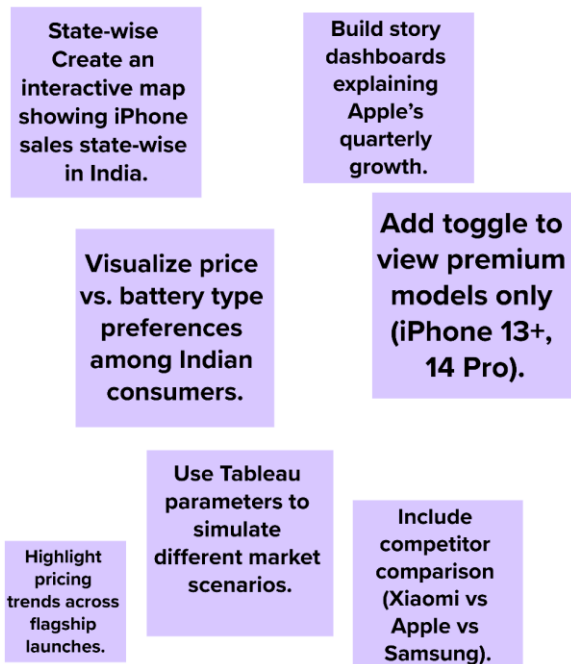 State-wise
Create an
interactive map
showing iPhone
sales state-wise
in India.
Build story
dashboards
explaining
Apple's
quarterly
growth.
Visualize price
vs. battery type
preferences
among Indian
consumers.
Add toggle to
view premium
models only
(iPhone 13+,
14 Pro).
Highlight
pricing
trends across
flagship
launches.
Use Tableau
parameters to
simulate
different market
scenarios.
Include
competitor
comparison
(Xiaomi vs
Apple vs
Samsung).